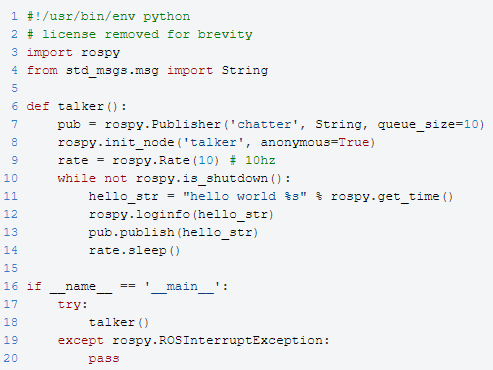 1 #!/usr/bin/env python
2 # license removed for brevity
3 import rospy
4 from std_msgs.msg import String
5
6 def talker():
7     pub = rospy.Publisher('chatter', String, queue_size=10)
8     rospy.init_node('talker', anonymous=True)
9     rate = rospy.Rate(10) # 10hz
10     while not rospy.is_shutdown():
11         hello_str = "hello world %s" % rospy.get_time()
12         rospy.loginfo(hello_str)
13         pub.publish(hello_str)
14         rate.sleep()
15
16 if __name__ == '__main__':
17     try:
18         talker()
19     except rospy.ROSInterruptException:
20         pass